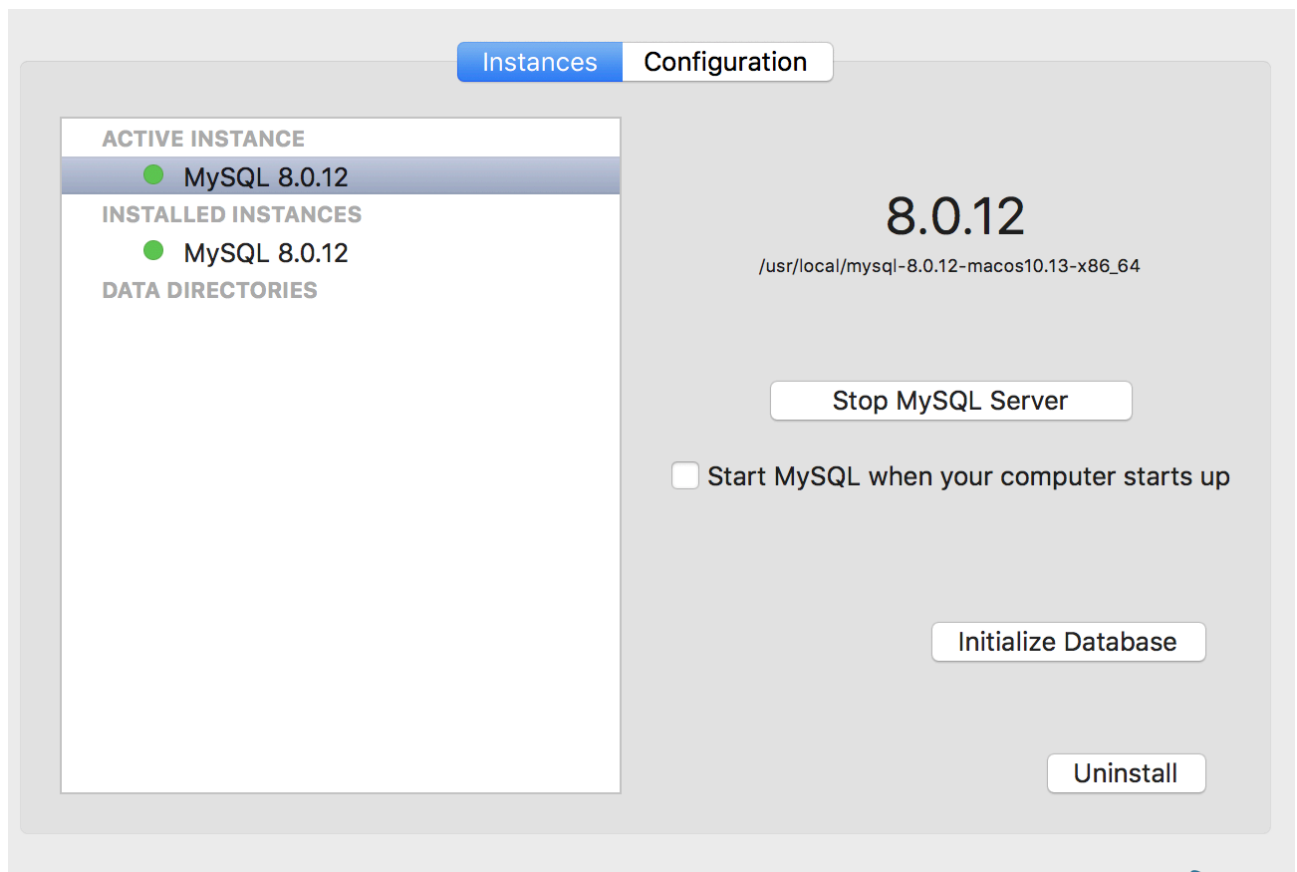 Instances Configuration
ACTIVE INSTANCE
MySQL 8.0.12
INSTALLED INSTANCES
MySQL 8.0.12
DATA DIRECTORIES
8.0.12
/usr/local/mysql-8.0.12-macos10.13-x86_64
Stop MySQL Server
Start MySQL when your computer starts up
Initialize Database
Uninstall